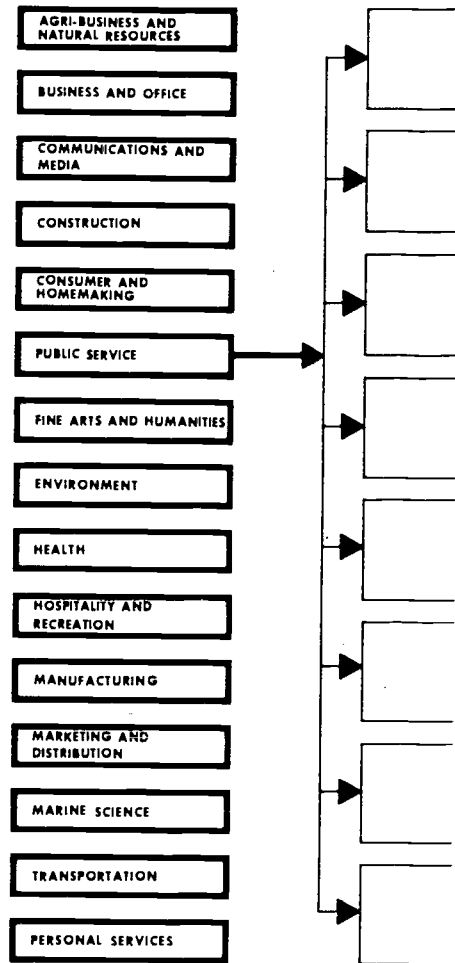 AGRI-BUSINESS AND
NATURAL RESOURCES
BUSINESS AND OFFICE
COMMUNICATIONS AND
MEDIA
CONSTRUCTION
CONSUMER AND
HOMEMAKING
PUBLIC SERVICE
FINE ARTS AND HUMANITIES
ENVIRONMENT
HEALTH
HOSPITALITY AND
RECREATION
MANUFACTURING
MARKETING AND
DISTRIBUTION
MARINE SCIENCE
TRANSPORTATION
PERSONAL SERVICES